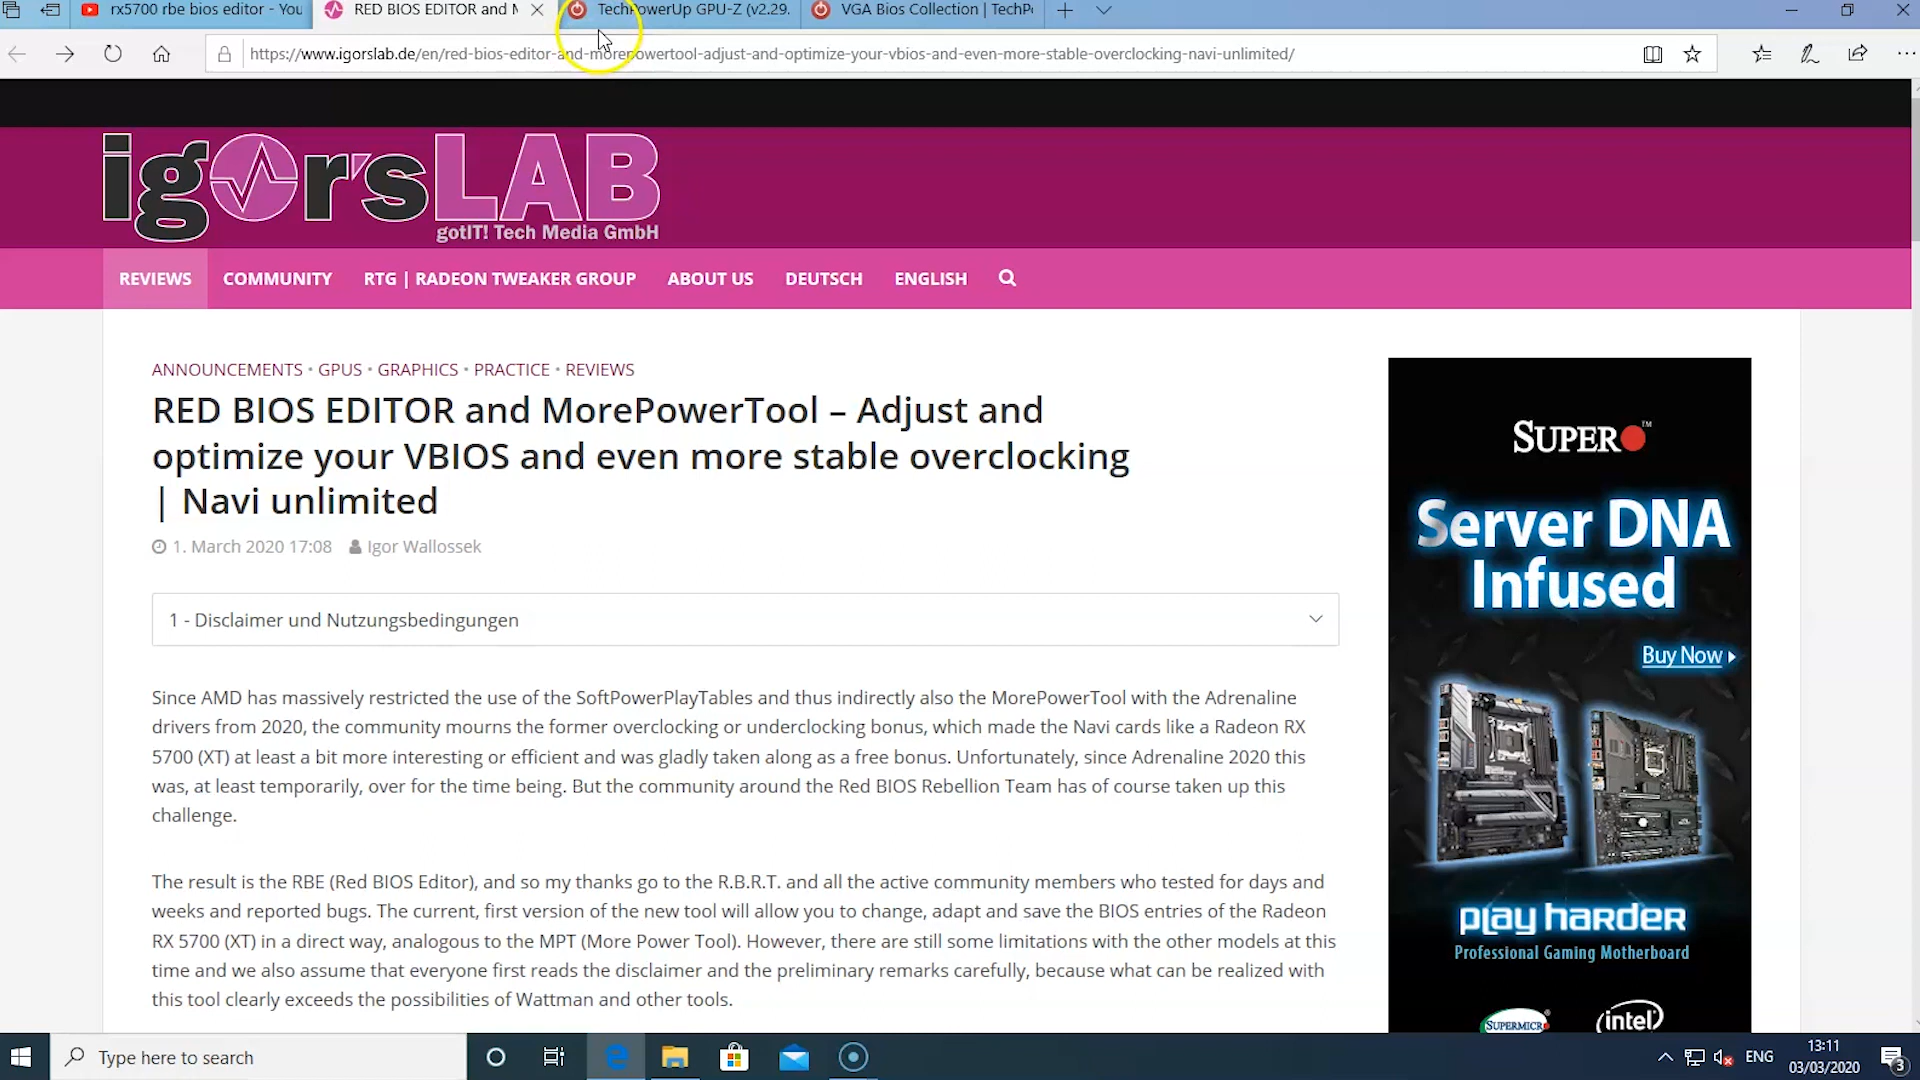 rx5700 rbe bios editor - You
RED BIOS EDITOR and M
TechPowerUp GPU-Z (v2.29.
VGA Bios Collection | TechP
https://www.igorslab.de/en/red-bios-editor-and-morepowertool-adjust-and-optimize-your-vbios-and-even-more-stable-overclocking-navi-unlimited/
igor'sLAB
gotIT! Tech Media GmbH
REVIEWS
COMMUNITY
RTG | RADEON TWEAKER GROUP
ABOUT US
DEUTSCH
ENGLISH
ANNOUNCEMENTS • GPUS • GRAPHICS • PRACTICE • REVIEWS
RED BIOS EDITOR and MorePowerTool – Adjust and
optimize your VBIOS and even more stable overclocking
| Navi unlimited
1. March 2020 17:08 Igor Wallossek
1 - Disclaimer und Nutzungsbedingungen
Since AMD has massively restricted the use of the SoftPowerPlayTables and thus indirectly also the MorePowerTool with the Adrenaline
drivers from 2020, the community mourns the former overclocking or underclocking bonus, which made the Navi cards like a Radeon RX
5700 (XT) at least a bit more interesting or efficient and was gladly taken along as a free bonus. Unfortunately, since Adrenaline 2020 this
was, at least temporarily, over for the time being. But the community around the Red BIOS Rebellion Team has of course taken up this
challenge.
The result is the RBE (Red BIOS Editor), and so my thanks go to the R.B.R.T. and all the active community members who tested for days and
weeks and reported bugs. The current, first version of the new tool will allow you to change, adapt and save the BIOS entries of the Radeon
RX 5700 (XT) in a direct way, analogous to the MPT (More Power Tool). However, there are still some limitations with the other models at this
time and we also assume that everyone first reads the disclaimer and the preliminary remarks carefully, because what can be realized with
this tool clearly exceeds the possibilities of Wattman and other tools.
SUPER™
Server DNA
Infused
Buy Now
play harder
Professional Gaming Motherboard
SUPERMICR
intel
Type here to search
ENG
13:11
03/03/2020
3